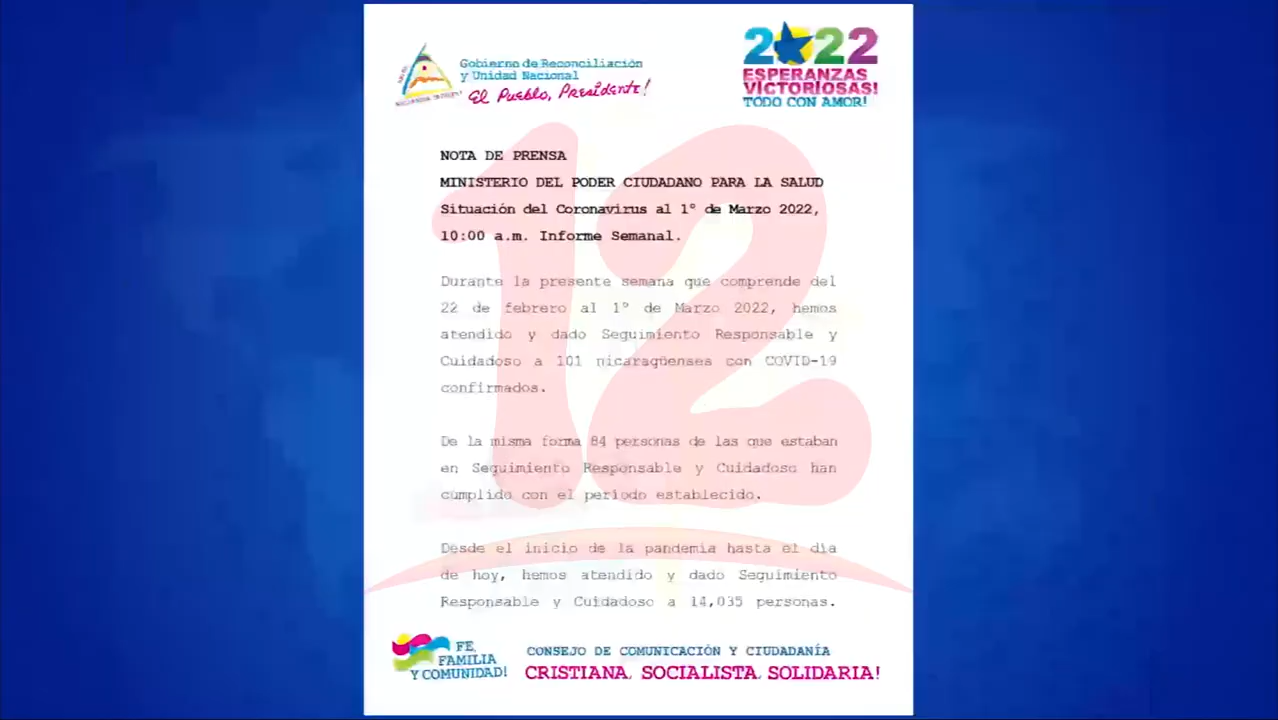 Gobierno de Reconciliación
y Unidad Nacional
El Pueblo, Presidente!
2022
ESPERANZAS
VICTORIOSAS!
TODO CON AMOR!
12
NOTA DE PRENSA
MINISTERIO DEL PODER CIUDADANO PARA LA SALUD
Situación del Coronavirus al 1° de Marzo 2022,
10:00 a.m. Informe Semanal.
Durante la presente semana que comprende del
22 de febrero al 1° de Marzo 2022, hemos
atendido y dado Seguimiento Responsable y
Cuidadoso a 101 nicaragüenses con COVID-19
confirmados.
De la misma forma 84 personas de las que estaban
en Seguimiento Responsable y Cuidadoso han
cumplido con el periodo establecido.
Desde el inicio de la pandemia hasta el día
de hoy, hemos atendido y dado Seguimiento
Responsable y Cuidadoso a 14,035 personas.
FE,
FAMILIA
Y COMUNIDAD!
CONSEJO DE COMUNICACIÓN Y CIUDADANÍA
CRISTIANA, SOCIALISTA, SOLIDARIA!